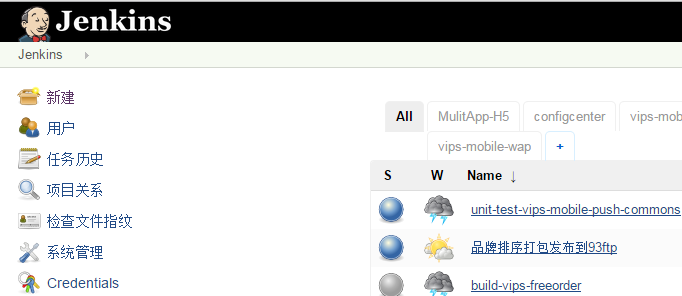 Jenkins
Jenkins
新建
用户
任务历史
项目关系
检查文件指纹
系统管理
Credentials
All MulitApp-H5 configcenter vips-mob
vips-mobile-wap +
S W Name ↓
unit-test-vips-mobile-push-commons
品牌排序打包发布到93ftp
build-vips-freeorder